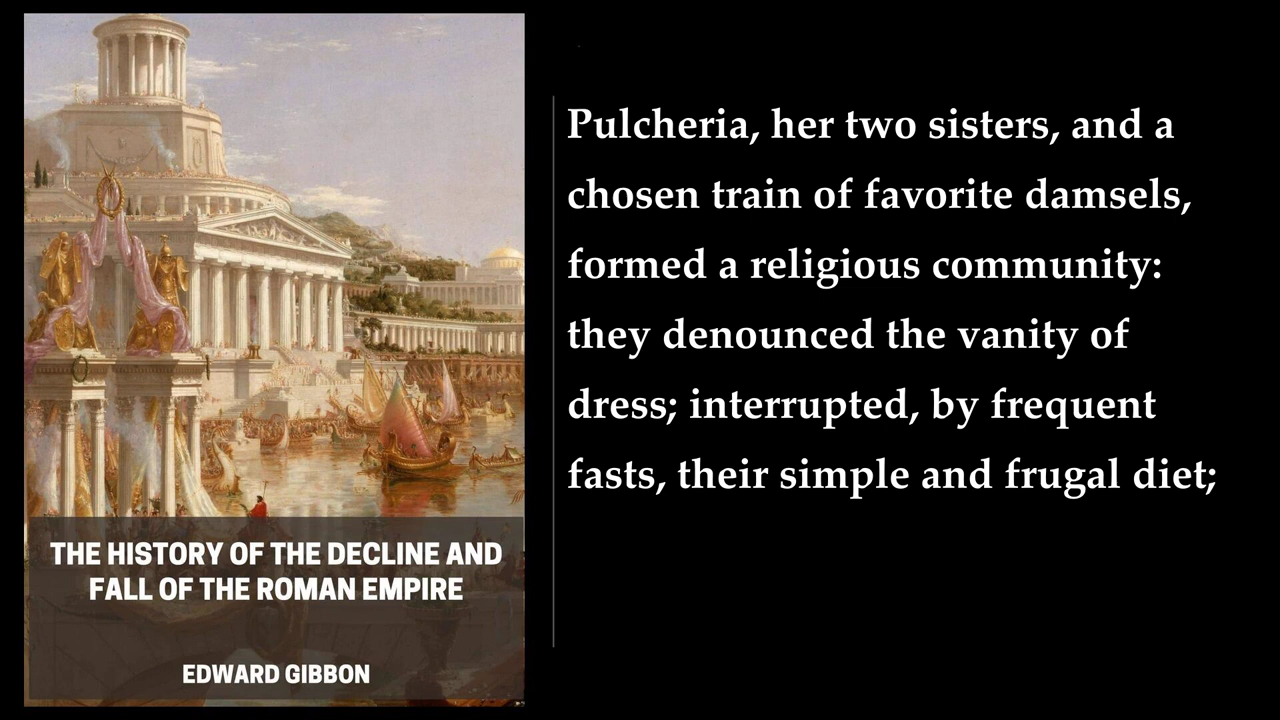 THE HISTORY OF THE DECLINE AND
FALL OF THE ROMAN EMPIRE
EDWARD GIBBON
Pulcheria, her two sisters, and a
chosen train of favorite damsels,
formed a religious community:
they denounced the vanity of
dress; interrupted, by frequent
fasts, their simple and frugal diet;